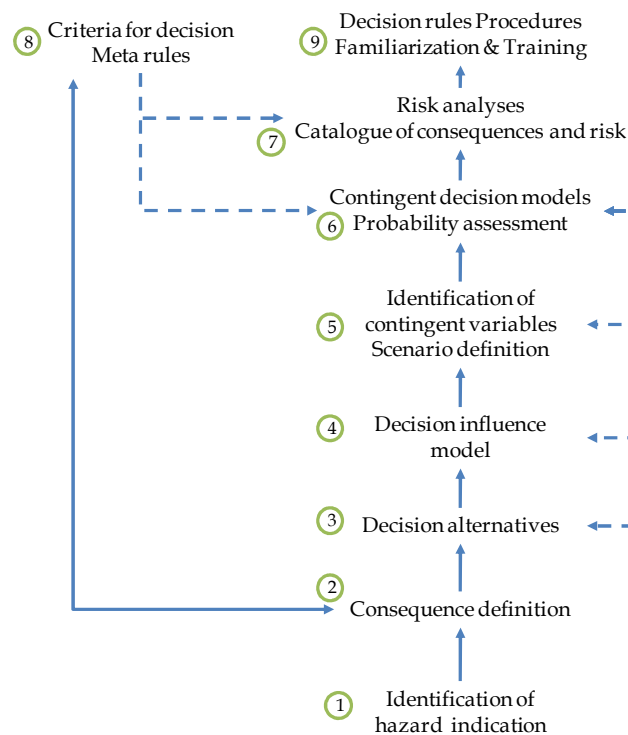 8
Criteria for decision
Meta rules
9
Decision rules Procedures
Familiarization & Training
Risk analyses
Catalogue of consequences and risk
7
Contingent decision models
Probability assessment
6
Identification of
contingent variables
Scenario definition
5
4
Decision influence
model
3
Decision alternatives
2
Consequence definition
1
Identification of
hazard indication